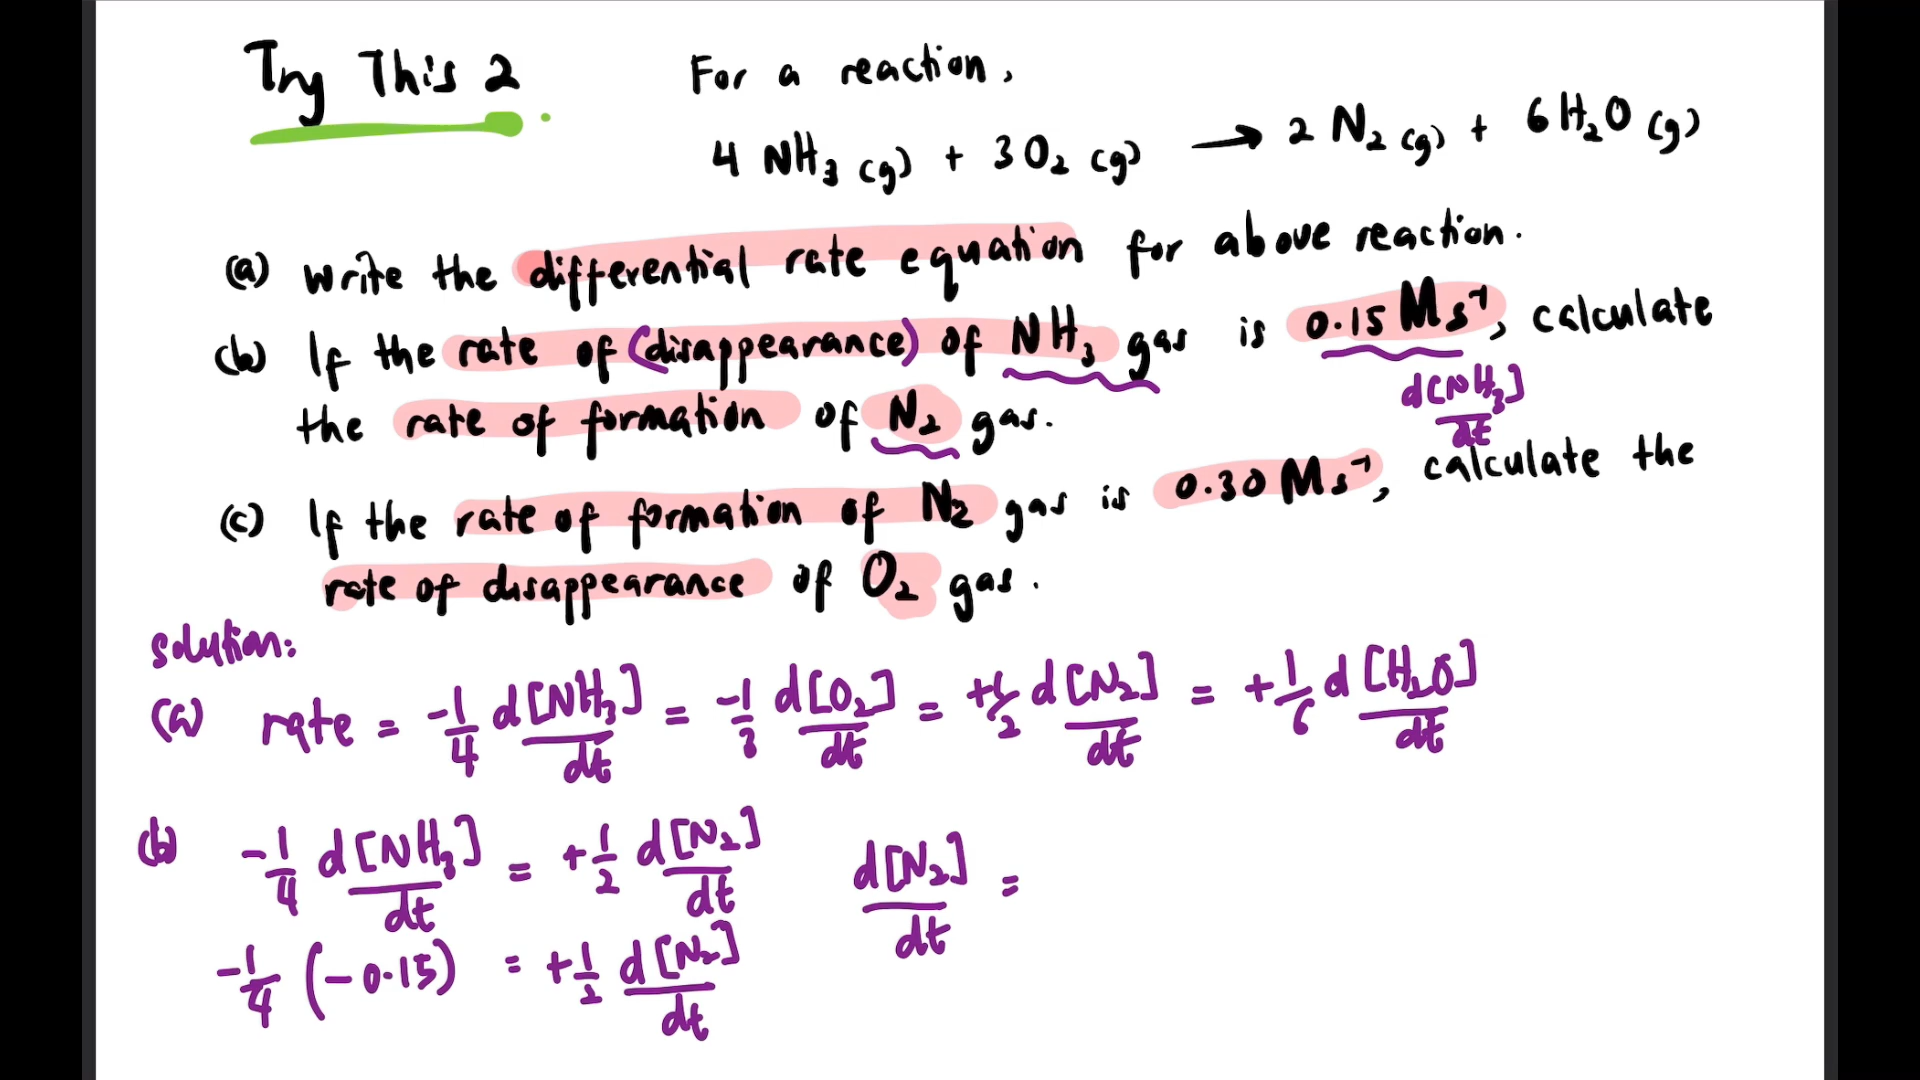 Try This 2
For a reaction,
4 NH₃ (g) + 3 O₂ (g) → 2 N₂ (g) + 6 H₂O (g)
(a) Write the differential rate equation for above reaction.
(b) If the rate of (disappearance) of NH₃ gas is 0.15 Ms⁻¹, calculate
d[NH₃]/dt
the rate of formation of N₂ gas.
(c) If the rate of formation of N₂ gas is 0.30 Ms⁻¹, calculate the
rate of disappearance of O₂ gas.
solution:
(a) rate = -1/4 d[NH₃]/dt = -1/3 d[O₂]/dt = +1/2 d[N₂]/dt = +1/6 d[H₂O]/dt
(b) -1/4 d[NH₃]/dt = +1/2 d[N₂]/dt
-1/4 (-0.15) = +1/2 d[N₂]/dt
d[N₂]/dt =